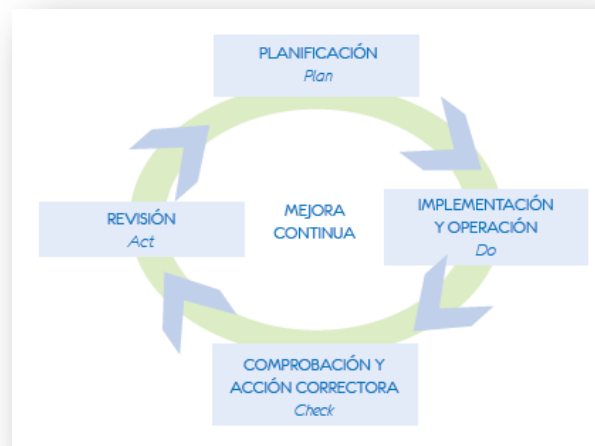 PLANIFICACIÓN
Plan
IMPLEMENTACIÓN
Y OPERACIÓN
Do
COMPROBACIÓN Y
ACCIÓN CORRECTORA
Check
REVISIÓN
Act
MEJORA
CONTINUA